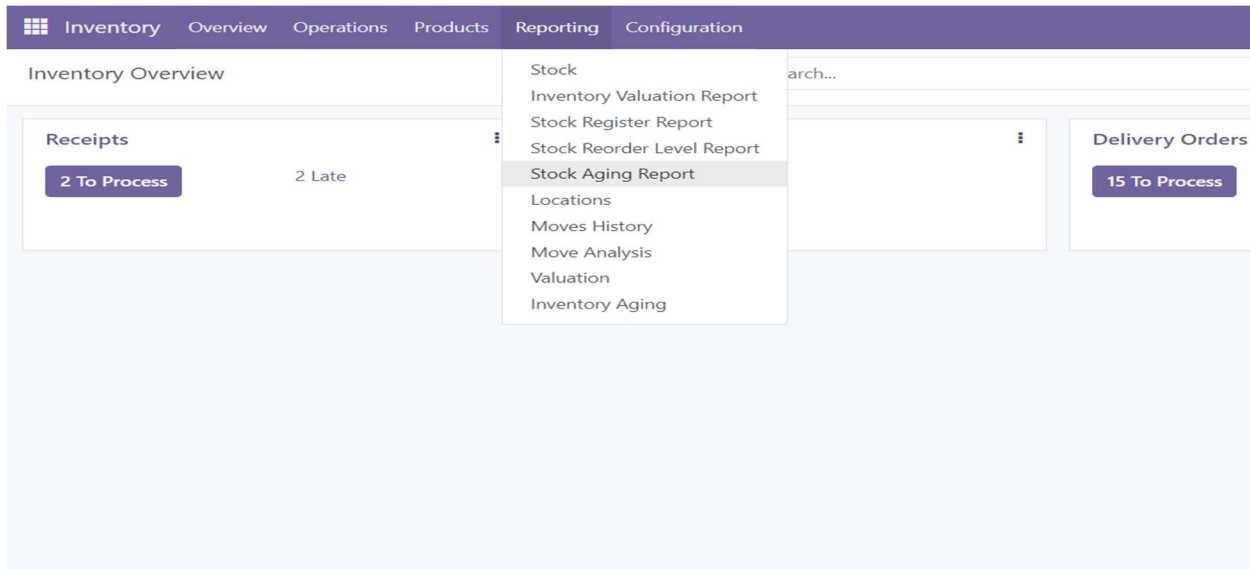 Inventory Overview Operations Products Reporting Configuration
Inventory Overview
arch...
Stock
Inventory Valuation Report
Stock Register Report
Stock Reorder Level Report
Stock Aging Report
Locations
Moves History
Move Analysis
Valuation
Inventory Aging
Receipts
2 To Process 2 Late
Delivery Orders
15 To Process